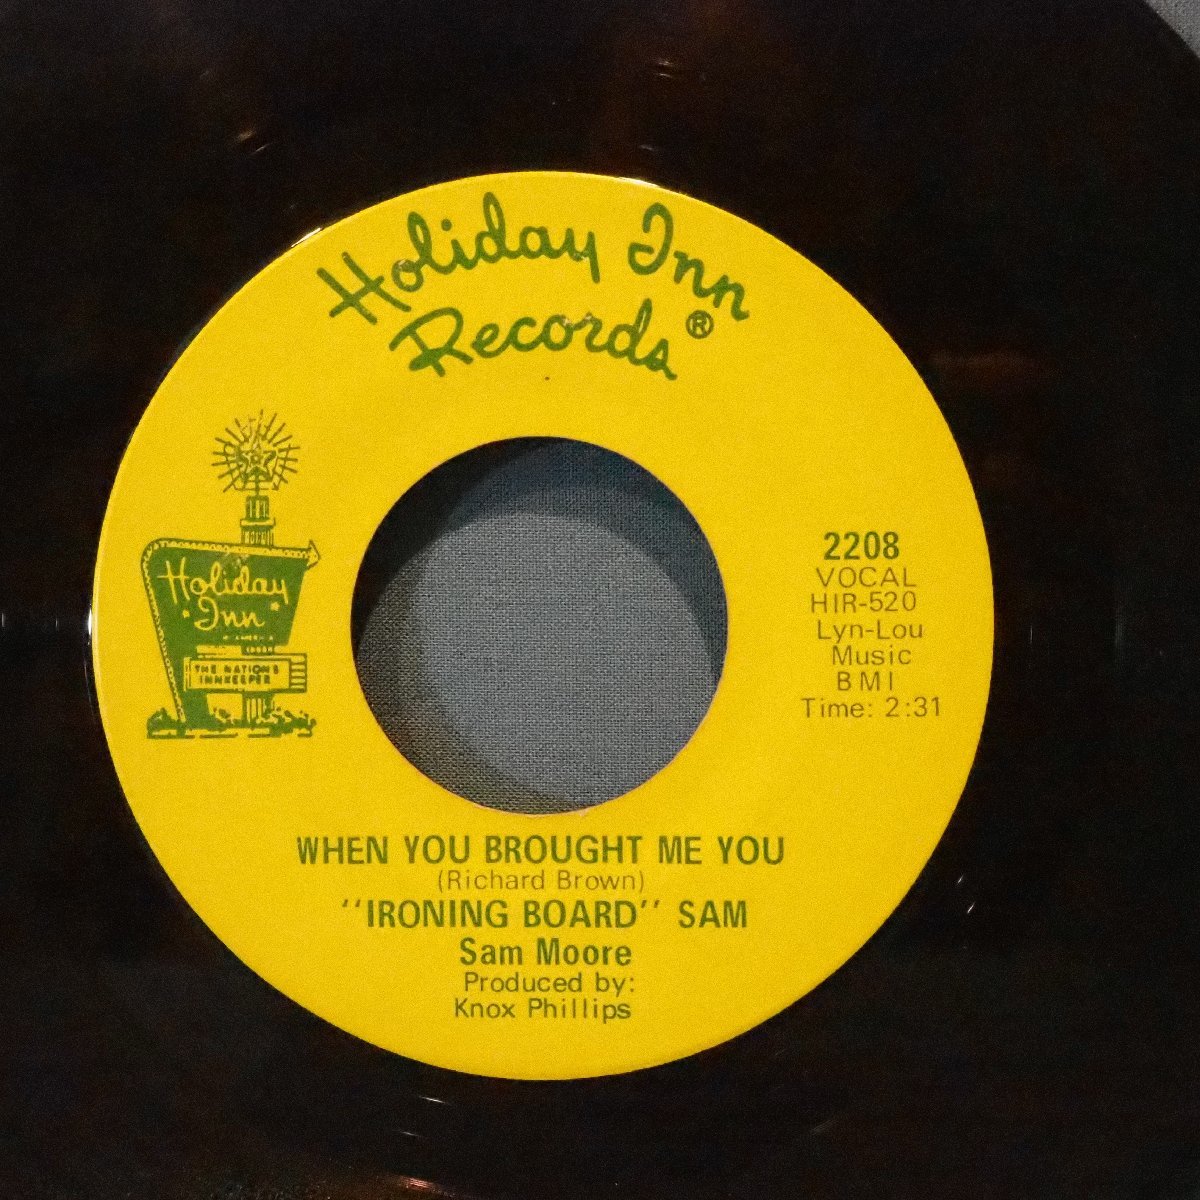 Holiday Inn
Records®
Holiday
Inn
THE NATION'S
INNKEEPER
2208
VOCAL
HIR-520
Lyn-Lou
Music
BMI
Time: 2:31
WHEN YOU BROUGHT ME YOU
(Richard Brown)
"IRONING BOARD" SAM
Sam Moore
Produced by:
Knox Phillips